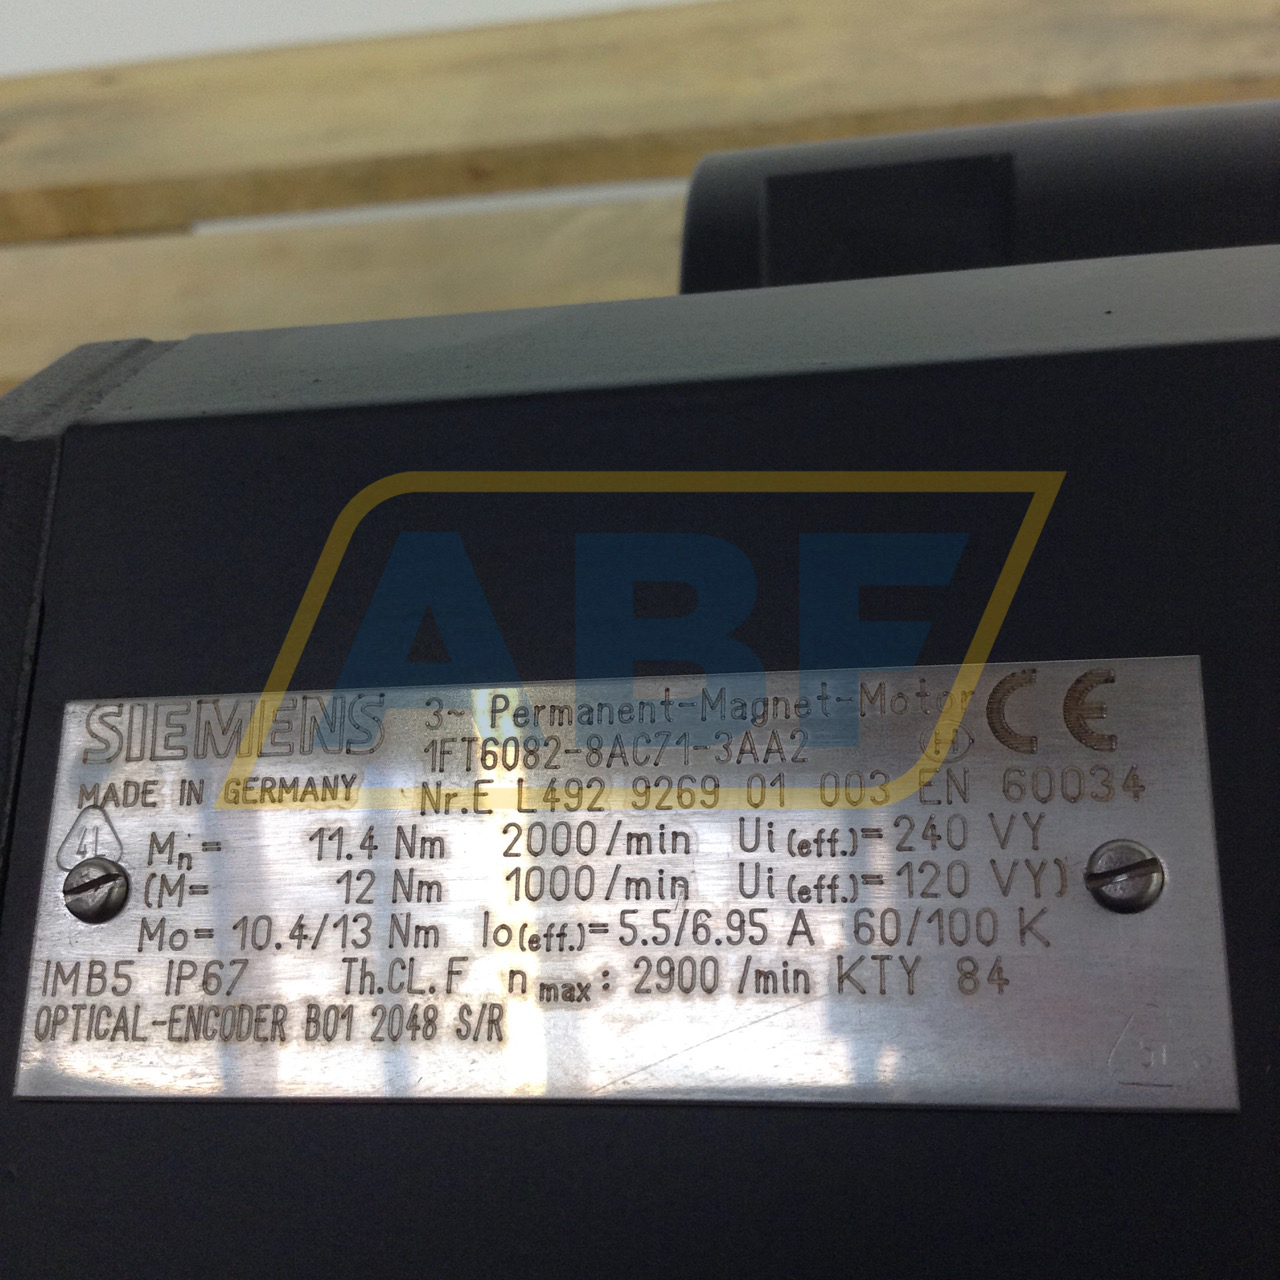 ABF
SIEMENS 3~ Permanent-Magnet-Motor CE
1FT6082-8AC71-3AA2
MADE IN GERMANY Nr.E L492 9269 01 003 EN 60034
41 Mn= 11.4 Nm 2000/min Ui(eff.)=240 VY
(M= 12 Nm 1000/min Ui(eff.)=120 VY)
Mo= 10.4/13 Nm Io(eff.)=5.5/6.95 A 60/100 K
IMB5 IP67 Th.CL.F nmax: 2900 /min KTY 84
OPTICAL-ENCODER B01 2048 S/R